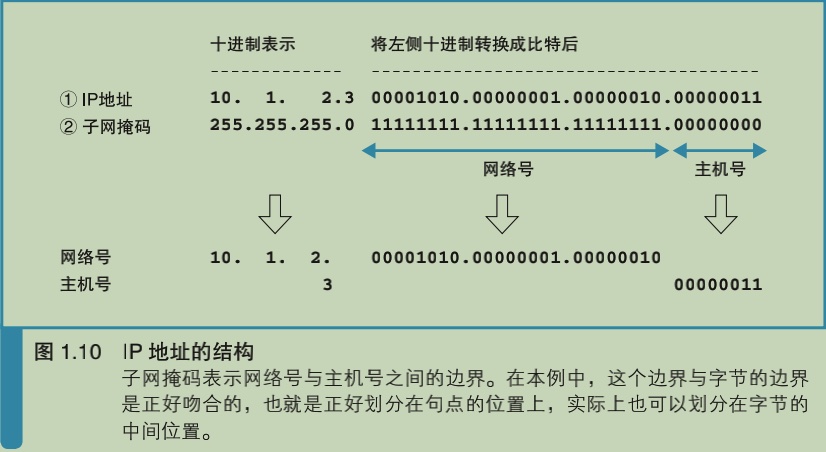 十进制表示 将左侧十进制转换成比特后
------------- ---------------------------------------
① IP地址 10. 1. 2.3 00001010.00000001.00000010.00000011
② 子网掩码 255.255.255.0 11111111.11111111.11111111.00000000
网络号 主机号
网络号 10. 1. 2. 00001010.00000001.00000010
主机号 3 00000011
图 1.10 IP 地址的结构
子网掩码表示网络号与主机号之间的边界。在本例中，这个边界与字节的边界
是正好吻合的，也就是正好划分在句点的位置上，实际上也可以划分在字节的
中间位置。